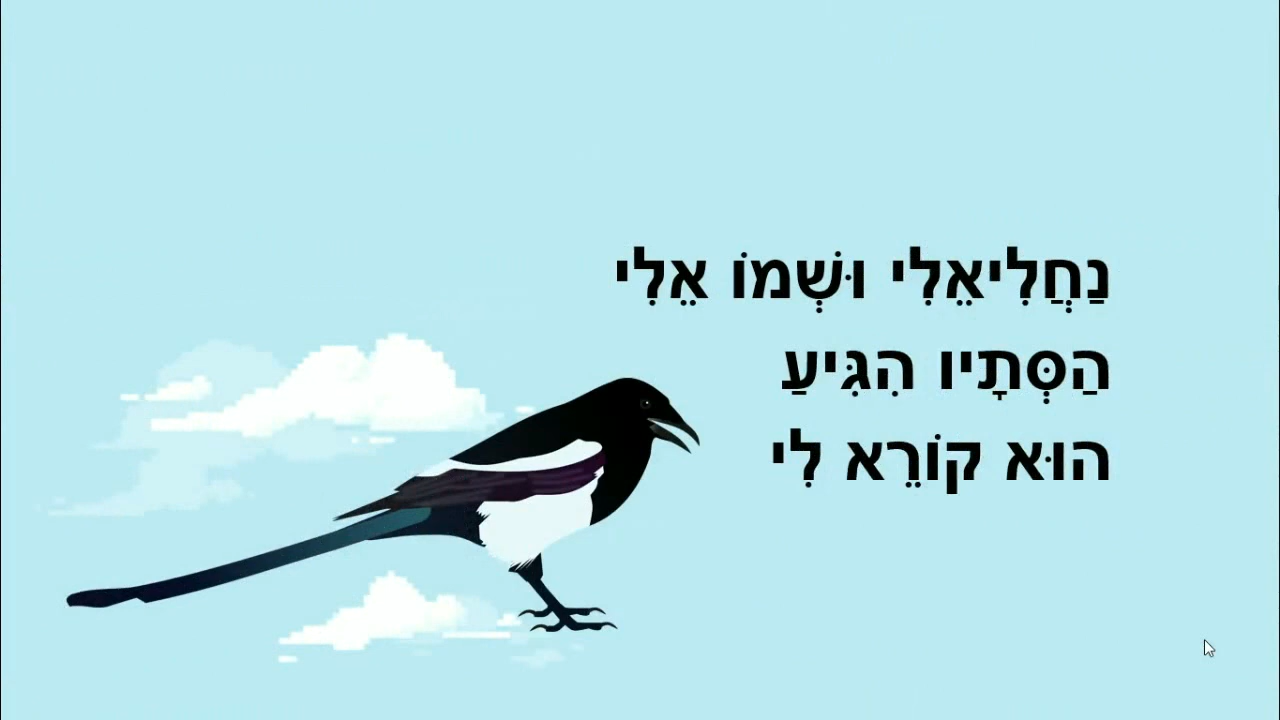 נַחֲלִיאֵלִי וּשְׁמוֹ אֵלִי
הַסְּתָיו הִגִּיעַ
הוּא קוֹרֵא לִי